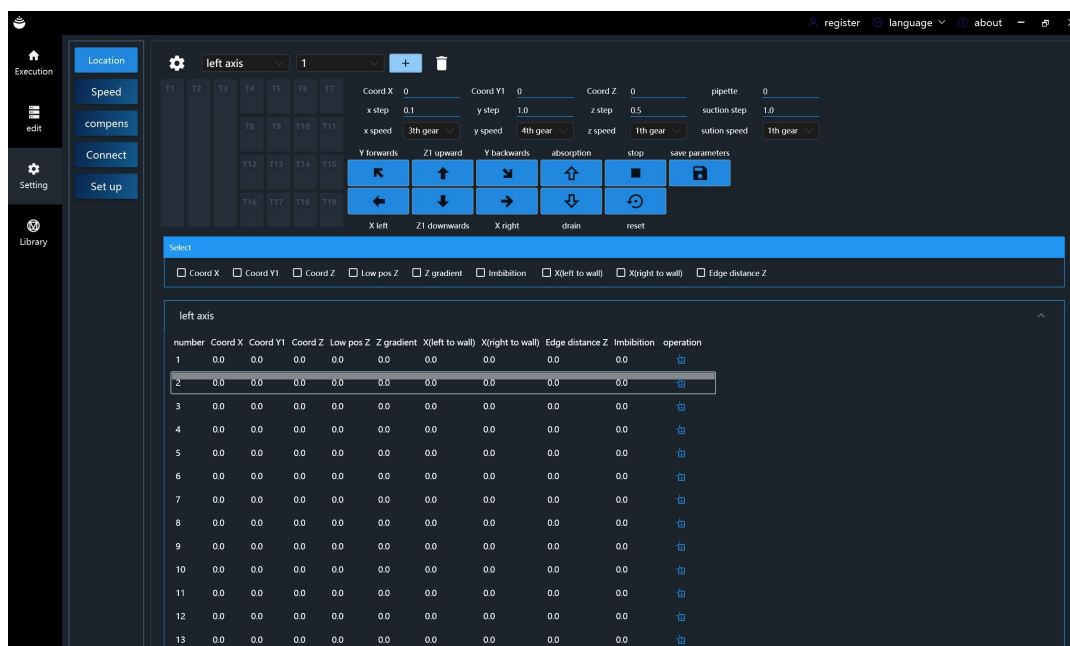 register language about
Execution
edit
Setting
Library
Location
Speed
compens
Connect
Set up
left axis 1 +
T1 T2 T3 T4 T5 T6 T7
T8 T9 T10 T11
T12 T13 T14 T15
T16 T17 T18 T19
Coord X 0 Coord Y1 0 Coord Z 0 pipette 0
x step 0.1 y step 1.0 z step 0.5 suction step 1.0
x speed 3th gear y speed 4th gear z speed 1th gear sution speed 1th gear
Y forwards Z1 upward Y backwards absorption stop save parameters
X left Z1 downwards X right drain reset
Select
Coord X Coord Y1 Coord Z Low pos Z Z gradient Imbibition X(left to wall) X(right to wall) Edge distance Z
left axis
number Coord X Coord Y1 Coord Z Low pos Z Z gradient X(left to wall) X(right to wall) Edge distance Z Imbibition operation
1 0.0 0.0 0.0 0.0 0.0 0.0 0.0 0.0 0.0
2 0.0 0.0 0.0 0.0 0.0 0.0 0.0 0.0 0.0
3 0.0 0.0 0.0 0.0 0.0 0.0 0.0 0.0 0.0
4 0.0 0.0 0.0 0.0 0.0 0.0 0.0 0.0 0.0
5 0.0 0.0 0.0 0.0 0.0 0.0 0.0 0.0 0.0
6 0.0 0.0 0.0 0.0 0.0 0.0 0.0 0.0 0.0
7 0.0 0.0 0.0 0.0 0.0 0.0 0.0 0.0 0.0
8 0.0 0.0 0.0 0.0 0.0 0.0 0.0 0.0 0.0
9 0.0 0.0 0.0 0.0 0.0 0.0 0.0 0.0 0.0
10 0.0 0.0 0.0 0.0 0.0 0.0 0.0 0.0 0.0
11 0.0 0.0 0.0 0.0 0.0 0.0 0.0 0.0 0.0
12 0.0 0.0 0.0 0.0 0.0 0.0 0.0 0.0 0.0
13 0.0 0.0 0.0 0.0 0.0 0.0 0.0 0.0 0.0